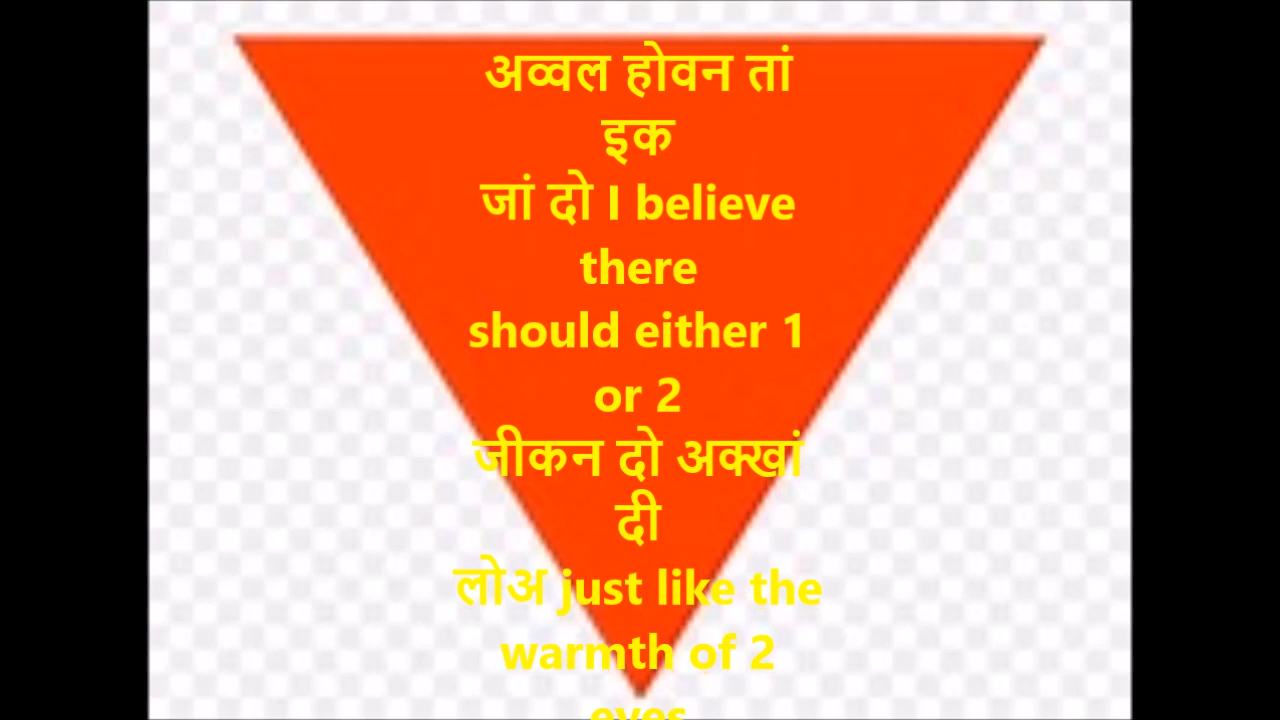 अव्वल होवन तां
इक
जां दो I believe
there
should either 1
or 2
जीकन दो अक्खां
दी
लोअ just like the
warmth of 2
eyes